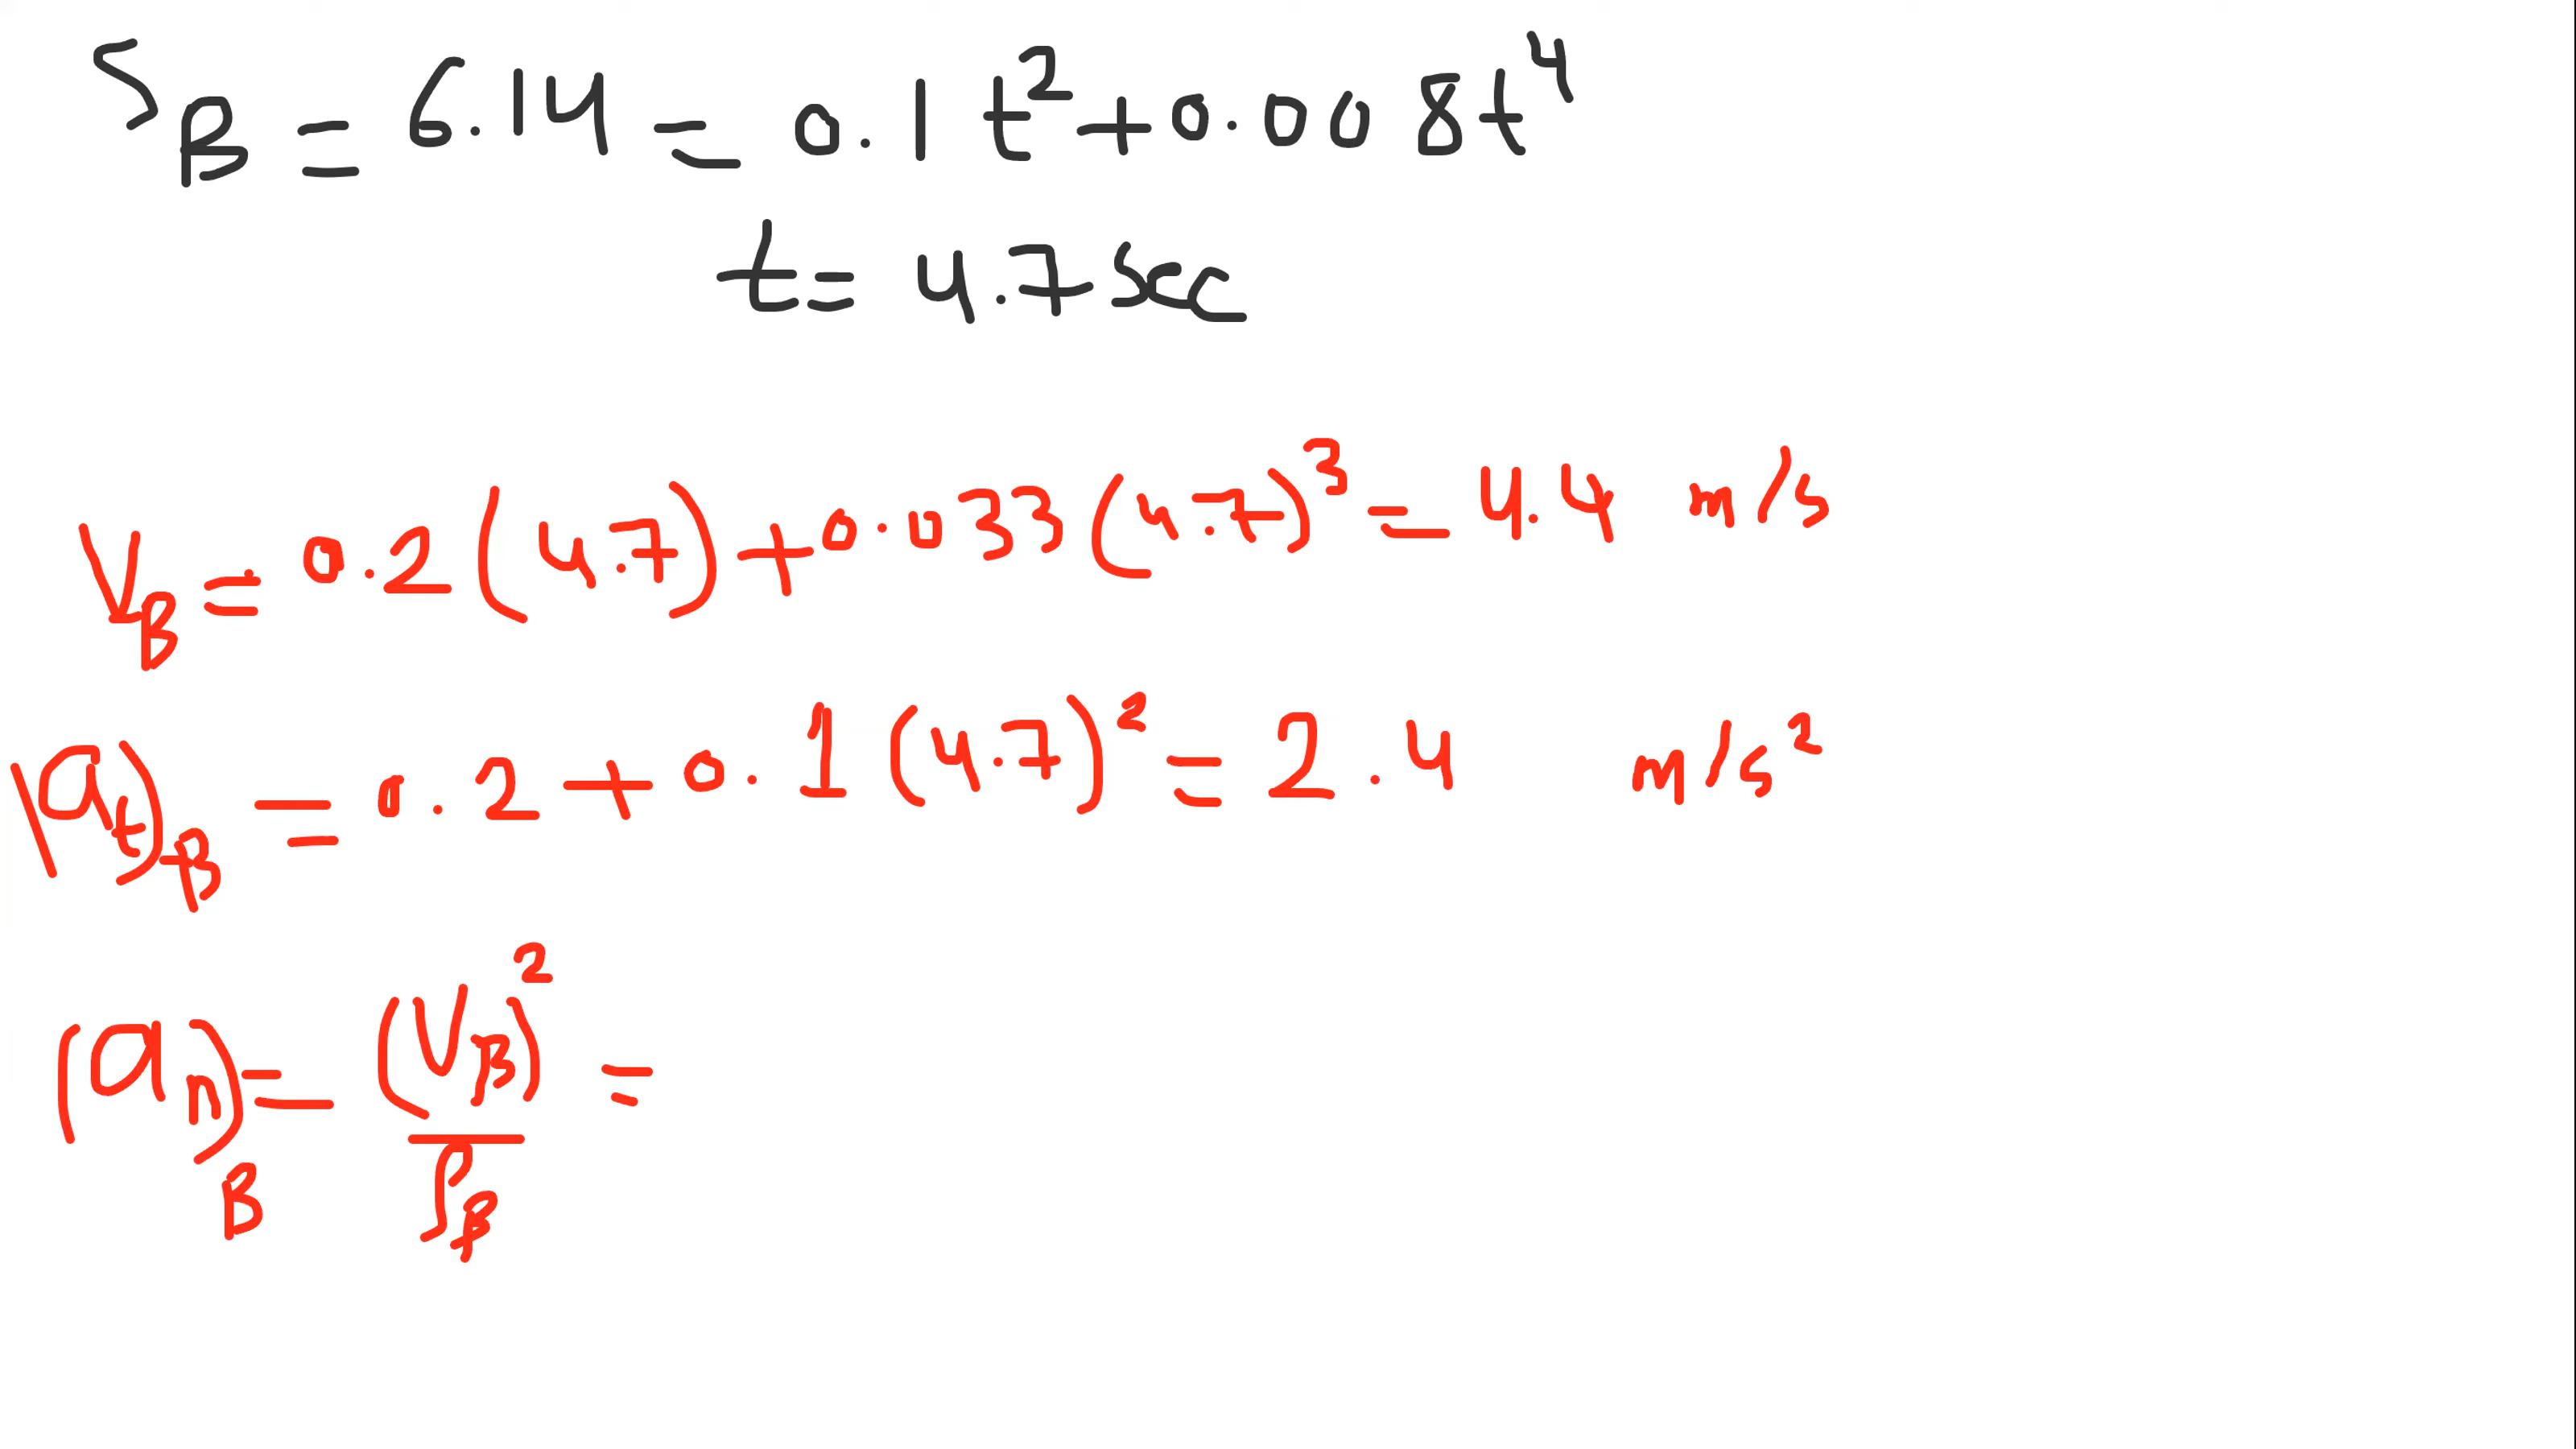 S_B = 6.14 = 0.1 t² + 0.008t⁴
t = 4.7 sec
V_B = 0.2 (4.7) + 0.033 (4.7)³ = 4.4 m/s
(a_t)_B = 0.2 + 0.1 (4.7)² = 2.4 m/s²
(a_n)_B = (V_B)² / ρ_B =